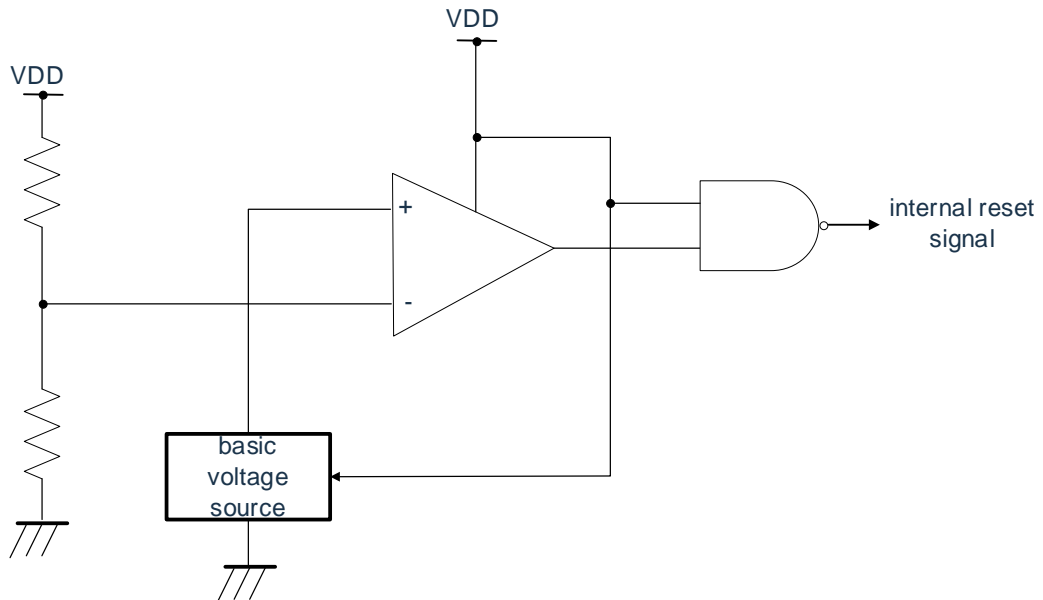 VDD
VDD
+
-
internal reset
signal
basic
voltage
source